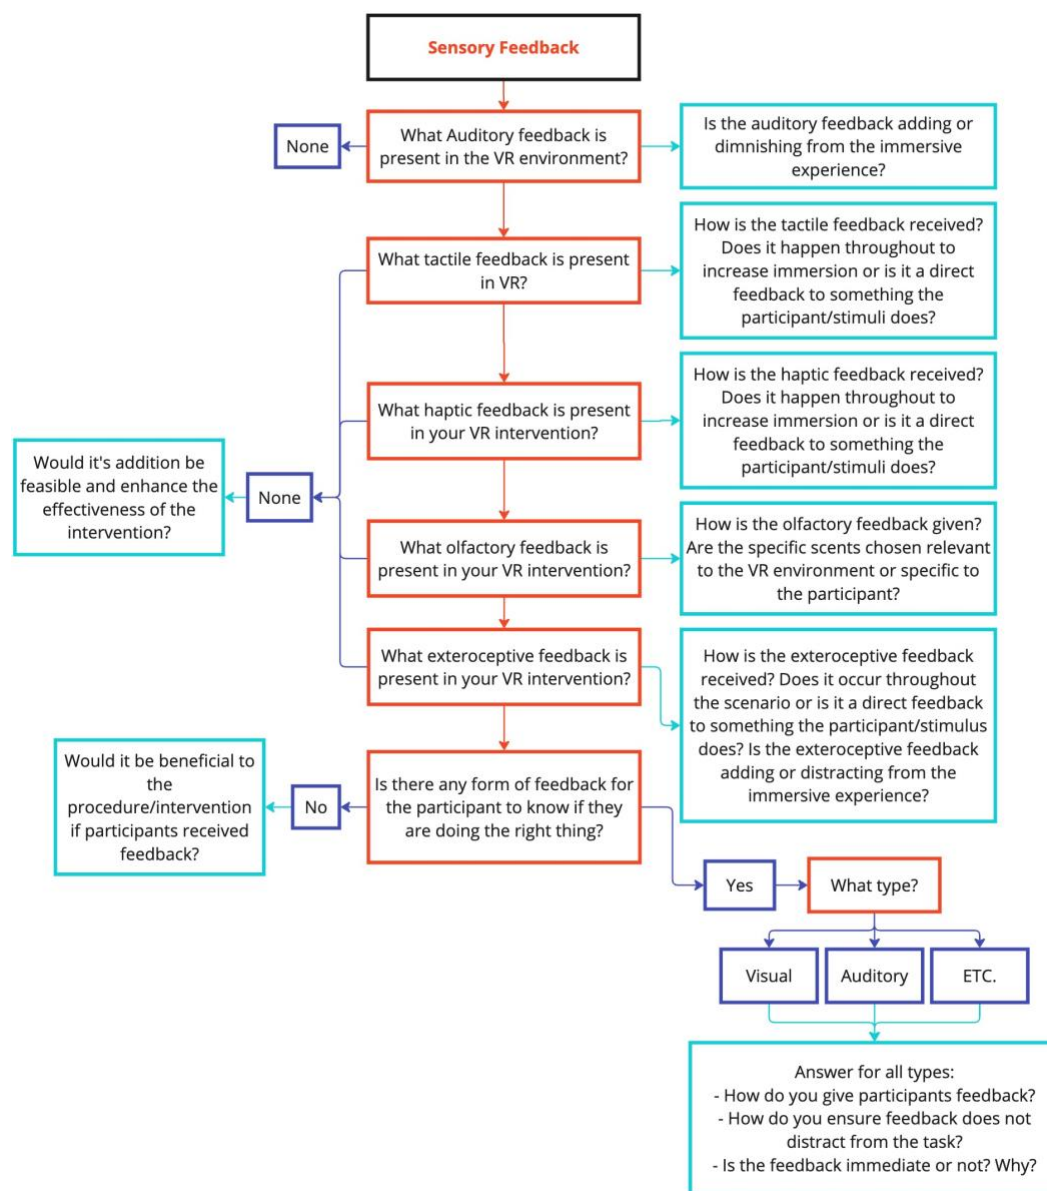 Sensory Feedback
None
What Auditory feedback is
present in the VR environment?
Is the auditory feedback adding or
dimnishing from the immersive
experience?
What tactile feedback is present
in VR?
How is the tactile feedback received?
Does it happen throughout to
increase immersion or is it a direct
feedback to something the
participant/stimuli does?
What haptic feedback is present
in your VR intervention?
How is the haptic feedback received?
Does it happen throughout to
increase immersion or is it a direct
feedback to something the
participant/stimuli does?
Would it's addition be
feasible and enhance the
effectiveness of the
intervention?
None
What olfactory feedback is
present in your VR intervention?
How is the olfactory feedback given?
Are the specific scents chosen relevant
to the VR environment or specific to
the participant?
What exteroceptive feedback is
present in your VR intervention?
How is the exteroceptive feedback
received? Does it occur throughout
the scenario or is it a direct feedback
to something the participant/stimulus
does? Is the exteroceptive feedback
adding or distracting from the
immersive experience?
Would it be beneficial to
the
procedure/intervention
if participants received
feedback?
No
Is there any form of feedback for
the participant to know if they
are doing the right thing?
Yes
What type?
Visual
Auditory
ETC.
Answer for all types:
- How do you give participants feedback?
- How do you ensure feedback does not
distract from the task?
- Is the feedback immediate or not? Why?